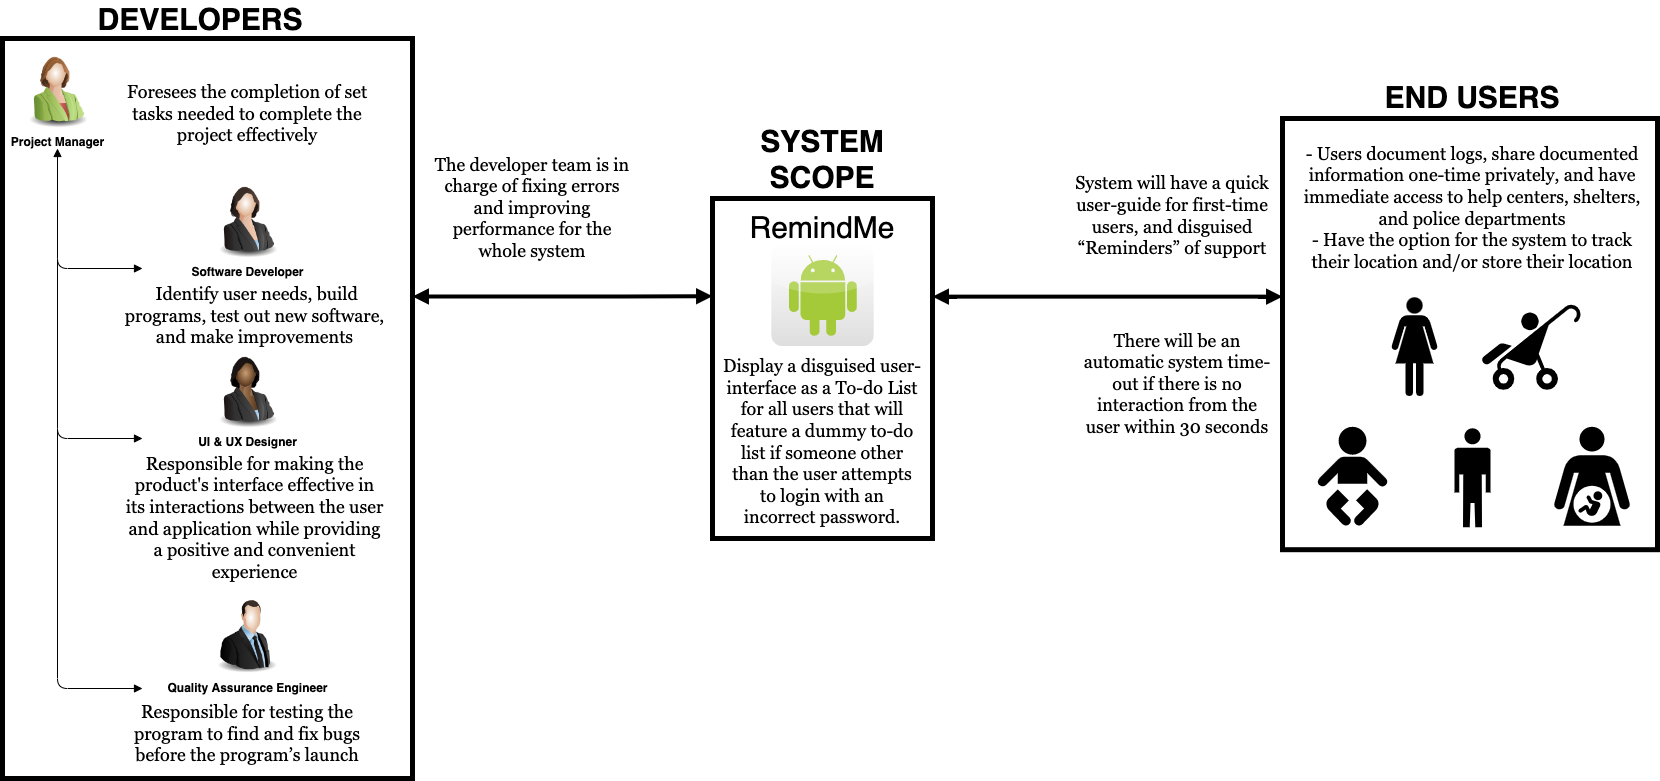 DEVELOPERS
Project Manager
Foresees the completion of set
tasks needed to complete the
project effectively
Software Developer
Identify user needs, build
programs, test out new software,
and make improvements
UI & UX Designer
Responsible for making the
product's interface effective in
its interactions between the user
and application while providing
a positive and convenient
experience
Quality Assurance Engineer
Responsible for testing the
program to find and fix bugs
before the program’s launch
The developer team is in
charge of fixing errors
and improving
performance for the
whole system
SYSTEM
SCOPE
RemindMe
Display a disguised user-
interface as a To-do List
for all users that will
feature a dummy to-do
list if someone other
than the user attempts
to login with an
incorrect password.
System will have a quick
user-guide for first-time
users, and disguised
“Reminders” of support
There will be an
automatic system time-
out if there is no
interaction from the
user within 30 seconds
END USERS
- Users document logs, share documented
information one-time privately, and have
immediate access to help centers, shelters,
and police departments
- Have the option for the system to track
their location and/or store their location